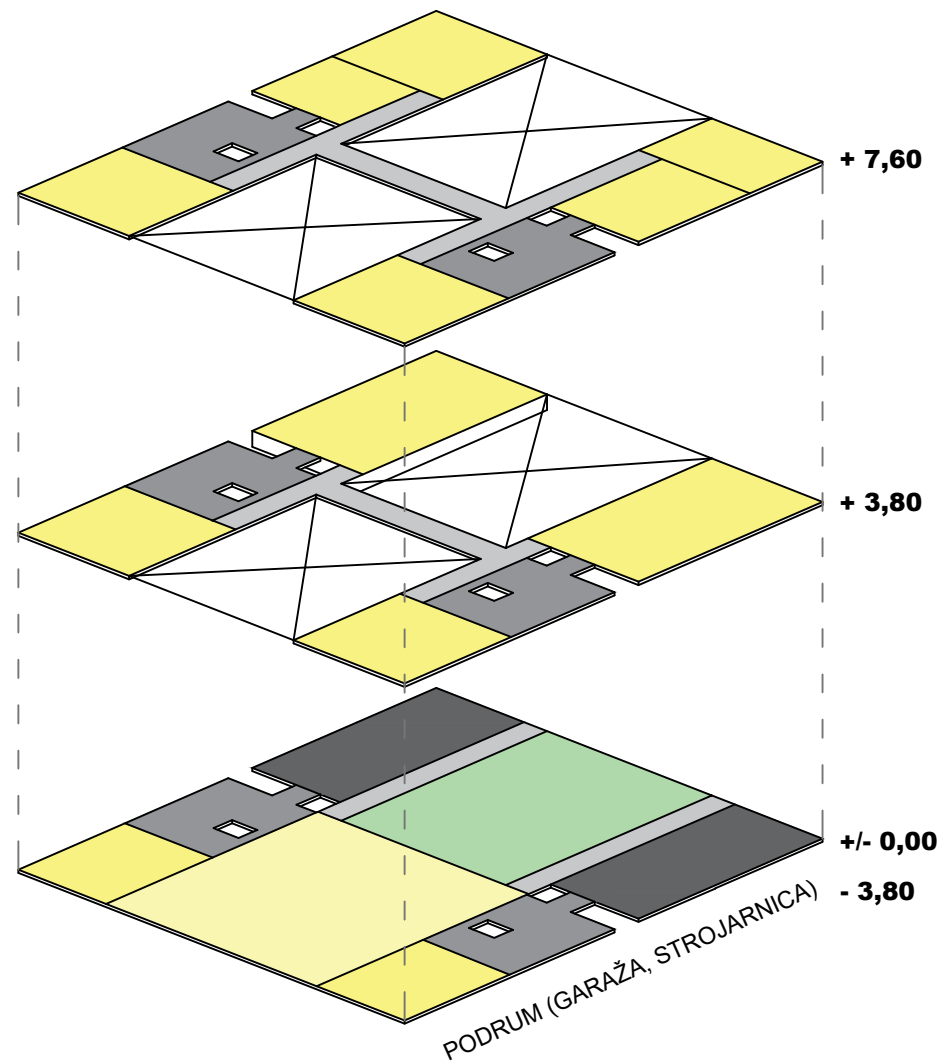 + 7,60
+ 3,80
+/- 0,00
- 3,80
PODRUM (GARAŽA, STROJARNICA)